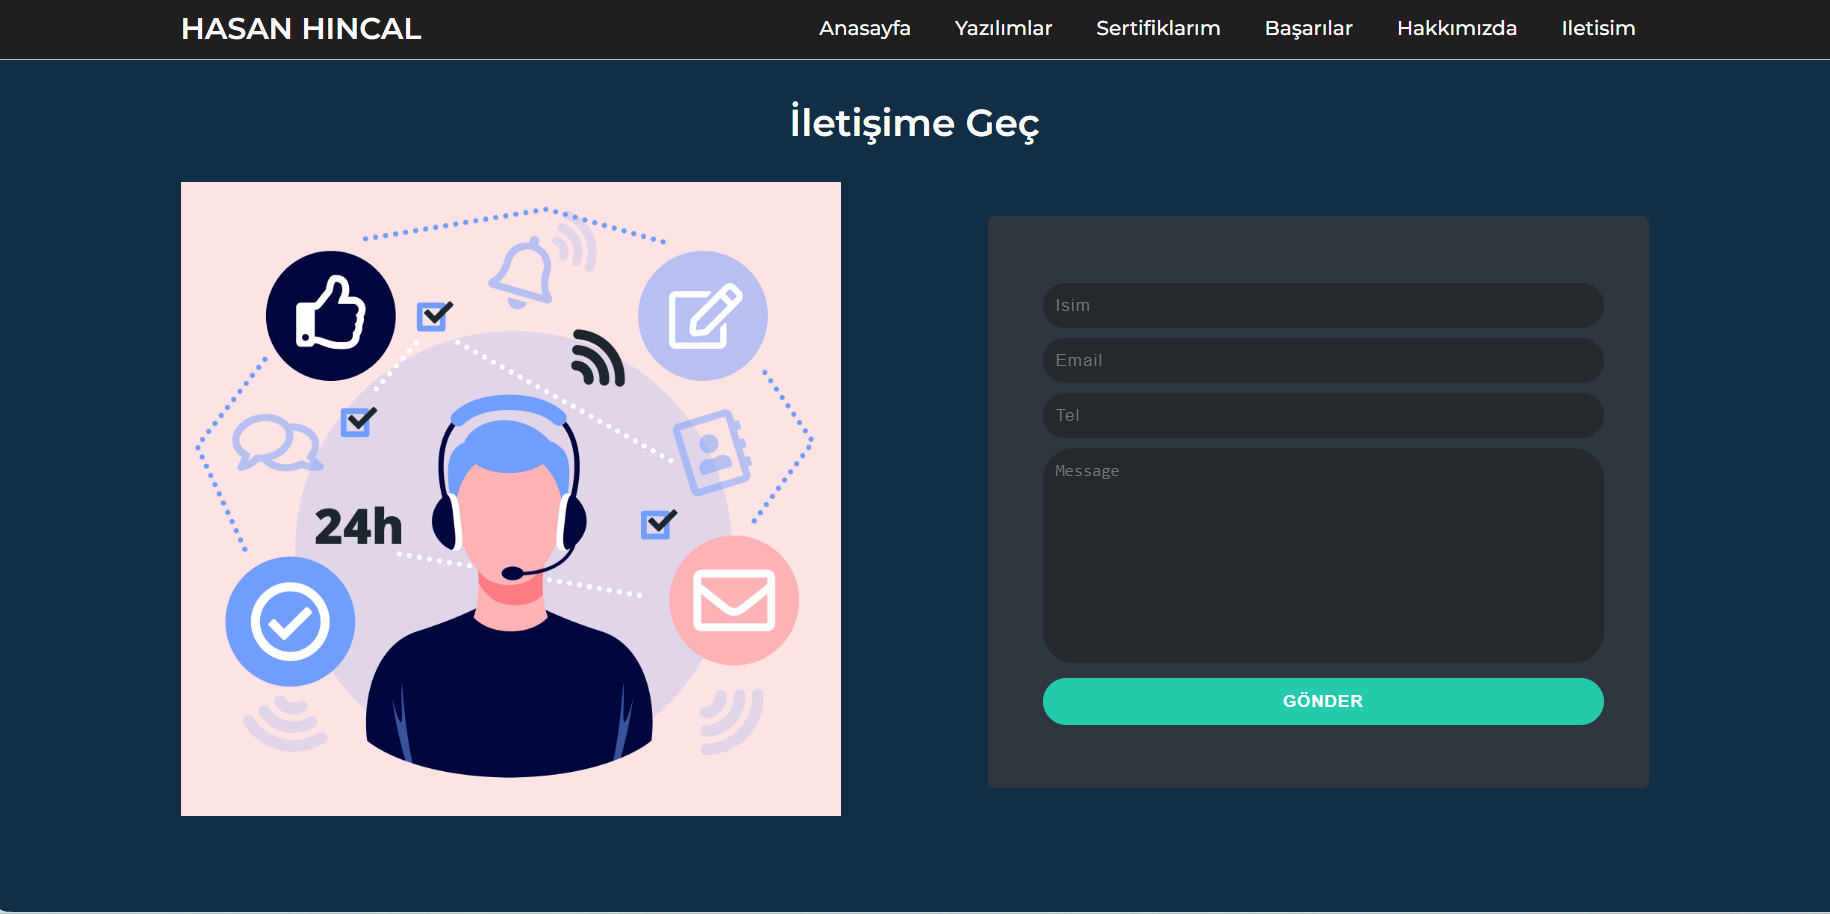 HASAN HINCAL
Anasayfa Yazılımlar Sertifiklarım Başarılar Hakkımızda Iletisim
İletişime Geç
24h
Isim
Email
Tel
Message
GÖNDER